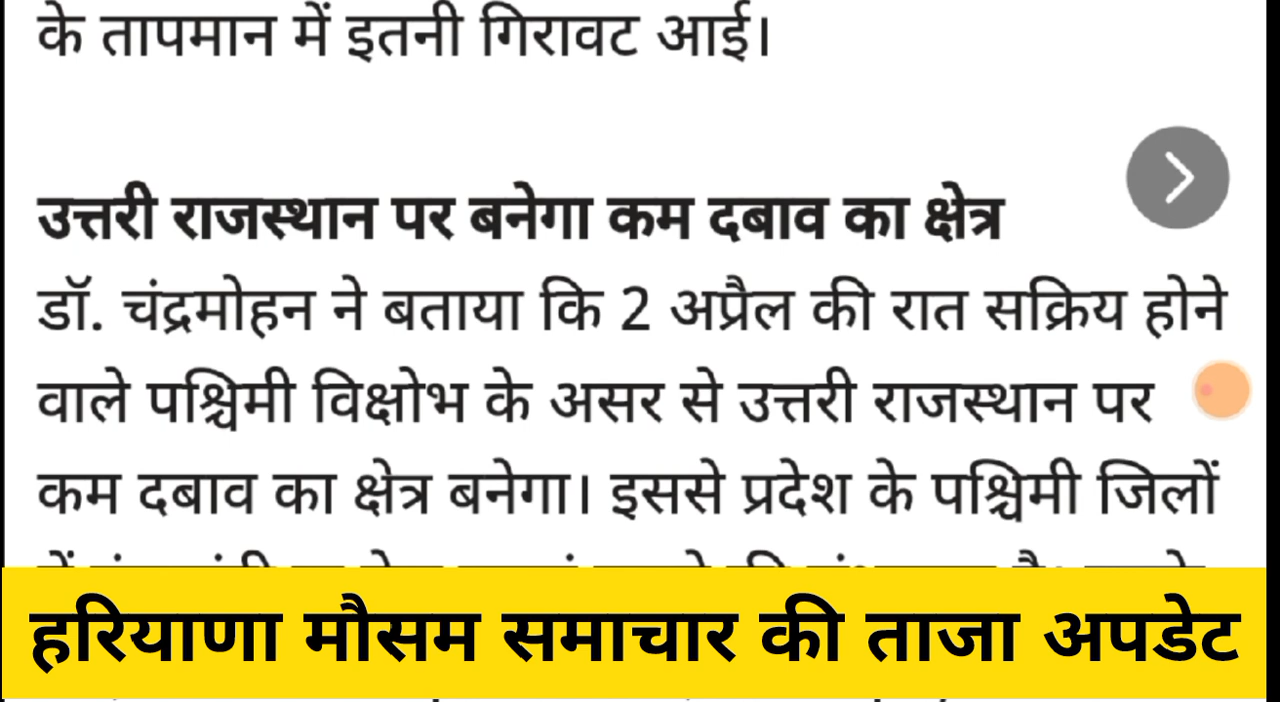 के तापमान में इतनी गिरावट आई।
उत्तरी राजस्थान पर बनेगा कम दबाव का क्षेत्र
डॉ. चंद्रमोहन ने बताया कि 2 अप्रैल की रात सक्रिय होने
वाले पश्चिमी विक्षोभ के असर से उत्तरी राजस्थान पर
कम दबाव का क्षेत्र बनेगा। इससे प्रदेश के पश्चिमी जिलों
हरियाणा मौसम समाचार की ताजा अपडेट